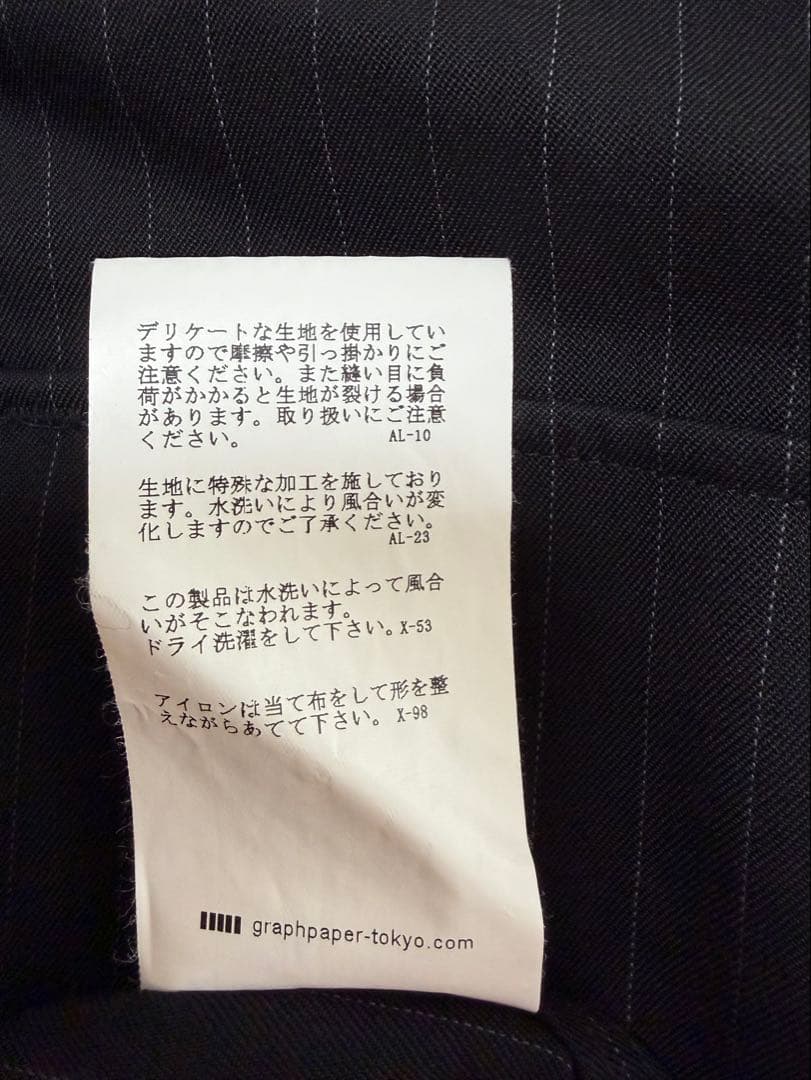 デリケートな生地を使用してい
ますので摩擦や引っ掛かりにご
注意ください。また縫い目に負
荷がかかると生地が裂ける場合
があります。取り扱いにご注意
ください。 AL-10
生地に特殊な加工を施しており
ます。水洗いにより風合いが変
化しますのでご了承ください。
AL-23
この製品は水洗いによって風合
いがそこなわれます。
ドライ洗濯をして下さい。X-53
アイロンは当て布をして形を整
えながらあてて下さい。 X-98
graphpaper-tokyo.com